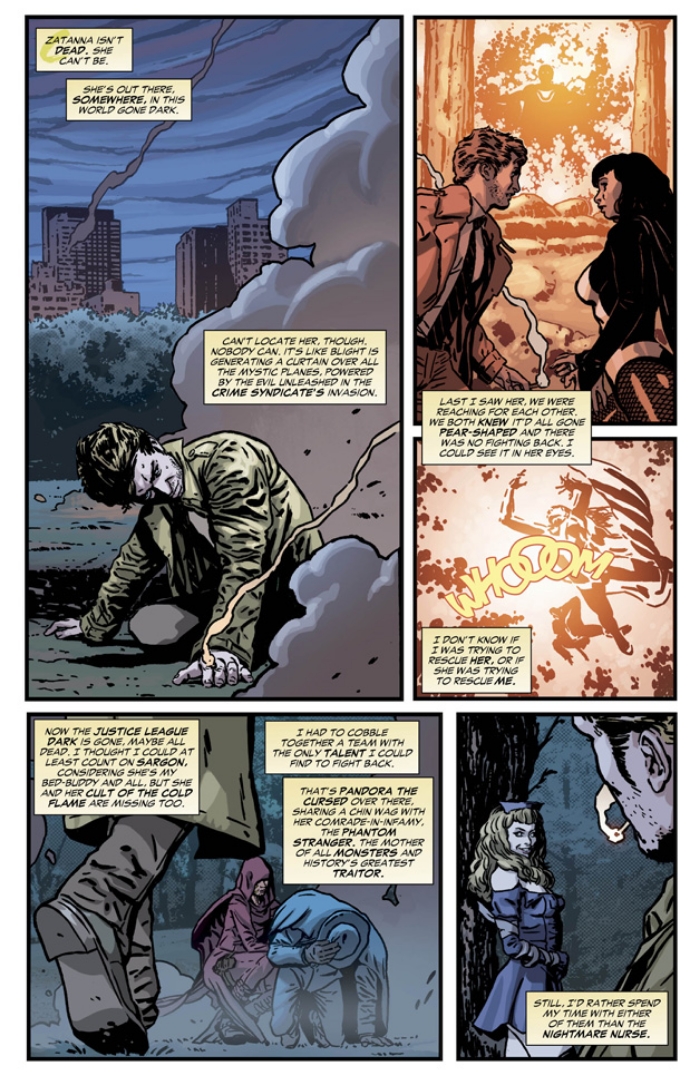 ZATANNA ISN'T
DEAD. SHE
CAN'T BE.
SHE'S OUT THERE,
SOMEWHERE, IN THIS
WORLD GONE DARK.
CAN'T LOCATE HER, THOUGH.
NOBODY CAN. IT'S LIKE BLIGHT IS
GENERATING A CURTAIN OVER ALL
THE MYSTIC PLANES, POWERED
BY THE EVIL UNLEASHED IN THE
CRIME SYNDICATE'S INVASION.
LAST I SAW HER, WE WERE
REACHING FOR EACH OTHER.
WE BOTH KNEW IT'D ALL GONE
PEAR-SHAPED AND THERE
WAS NO FIGHTING BACK. I
COULD SEE IT IN HER EYES.
WHOOOM
I DON'T KNOW IF
I WAS TRYING TO
RESCUE HER, OR IF
SHE WAS TRYING
TO RESCUE ME.
NOW THE JUSTICE LEAGUE
DARK IS GONE, MAYBE ALL
DEAD. I THOUGHT I COULD AT
LEAST COUNT ON SARGON,
CONSIDERING SHE'S MY
BED-BUDDY AND ALL, BUT SHE
AND HER CULT OF THE COLD
FLAME ARE MISSING TOO.
I HAD TO COBBLE
TOGETHER A TEAM WITH
THE ONLY TALENT I COULD
FIND TO FIGHT BACK.
THAT'S PANDORA THE
CURSED OVER THERE,
SHARING A CHIN WAG WITH
HER COMRADE-IN-INFAMY,
THE PHANTOM
STRANGER. THE MOTHER
OF ALL MONSTERS AND
HISTORY'S GREATEST
TRAITOR.
STILL, I'D RATHER SPEND
MY TIME WITH EITHER
OF THEM THAN THE
NIGHTMARE NURSE.